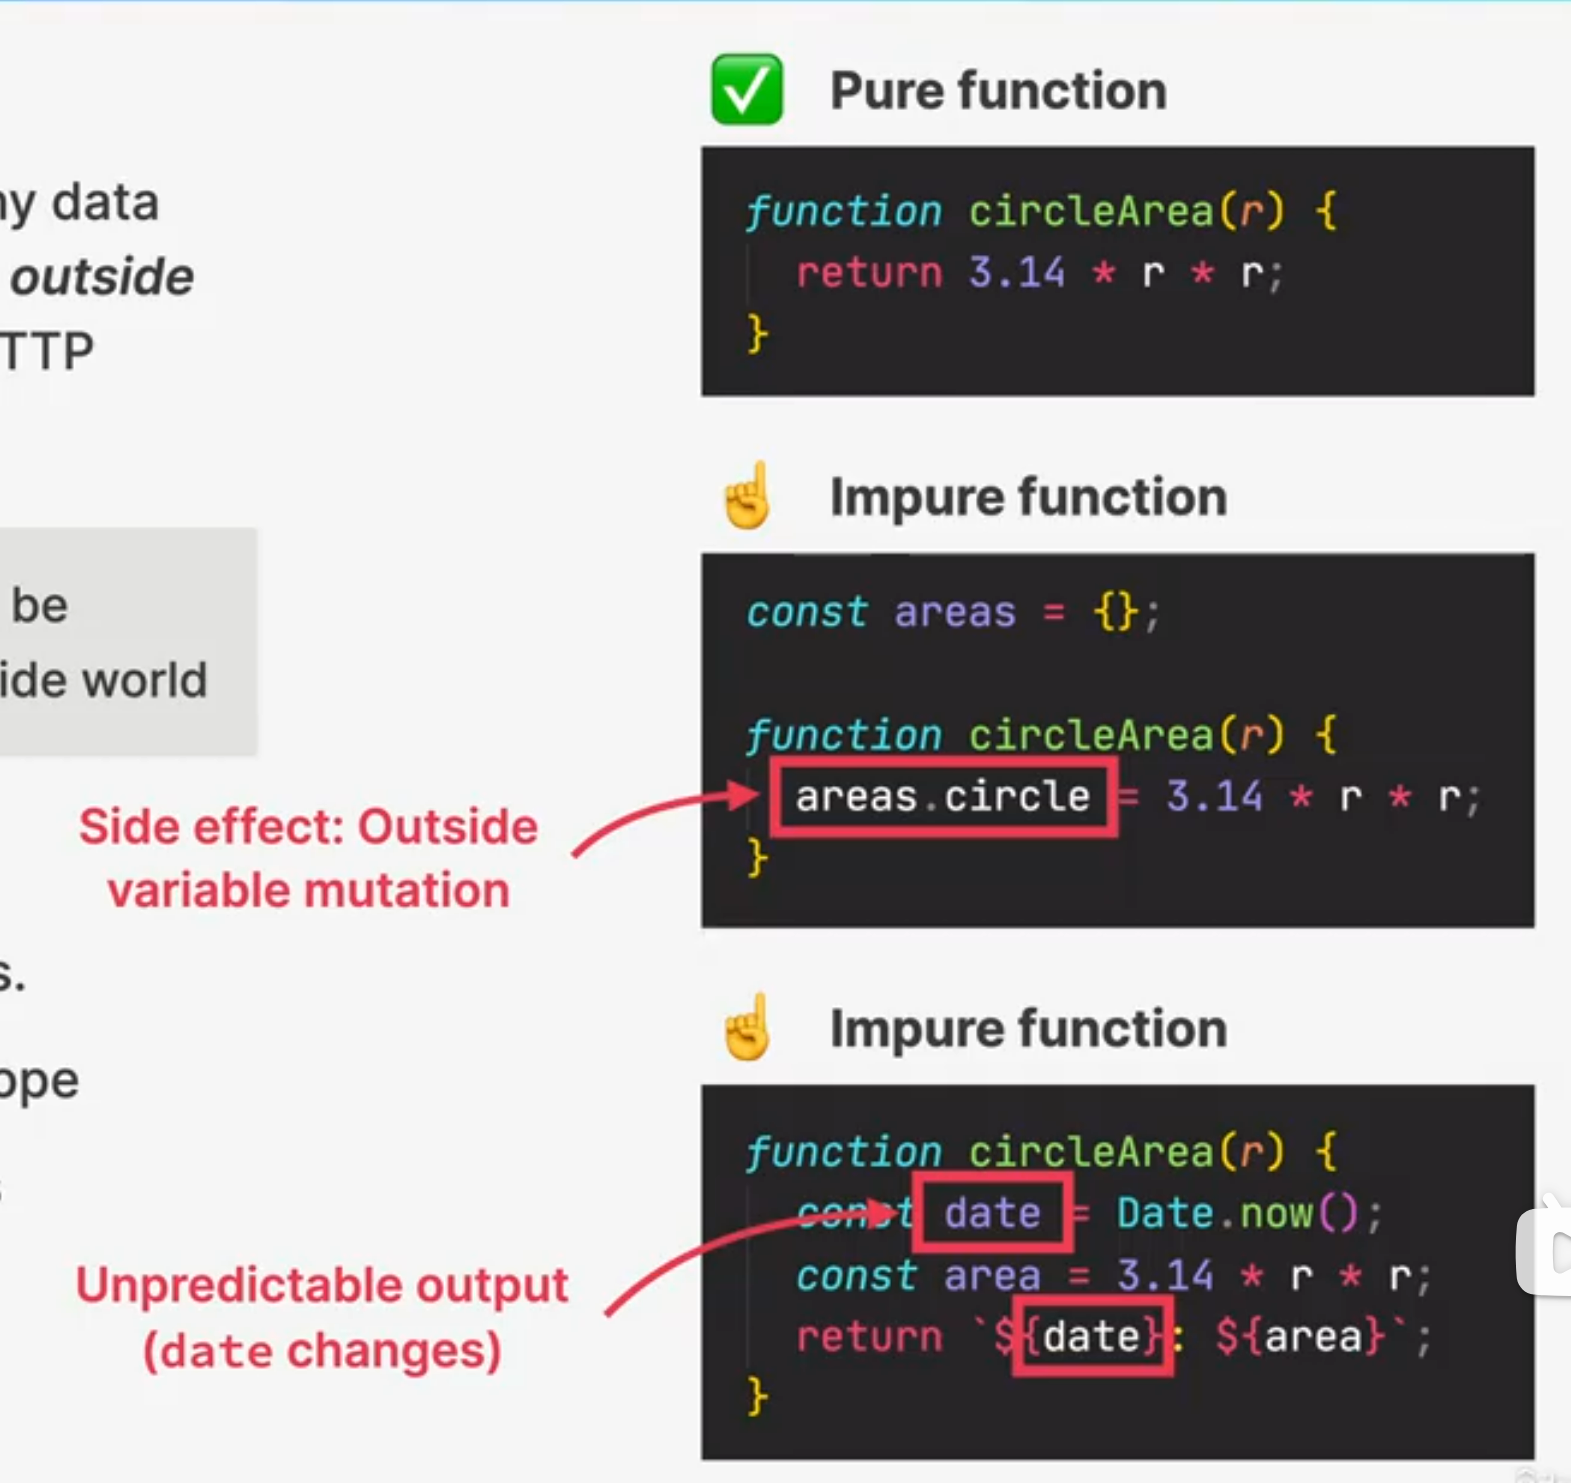 Pure function
ny data
function circleArea(r) {
outside
return 3.14 * r * r;
TTP
}
Impure function
be
const areas = {};
ide world
function circleArea(r) {
areas.circle = 3.14 * r * r;
Side effect: Outside
variable mutation
}
s.
Impure function
ope
function circleArea(r) {
const date = Date.now();
Unpredictable output
(date changes)
const area = 3.14 * r * r;
return `${date}: ${area}`;
}